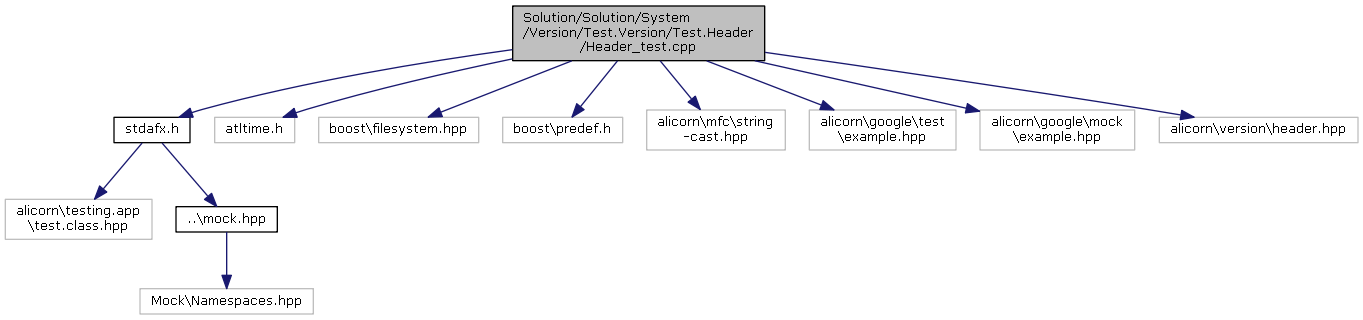 Solution/Solution/System
/Version/Test.Version/Test.Header
/Header_test.cpp
stdafx.h
atltime.h
boost\filesystem.hpp
boost\predef.h
alicorn\mfc\string
-cast.hpp
alicorn\google\test
\example.hpp
alicorn\google\mock
\example.hpp
alicorn\version\header.hpp
alicorn\testing.app
\test.class.hpp
..\mock.hpp
Mock\Namespaces.hpp